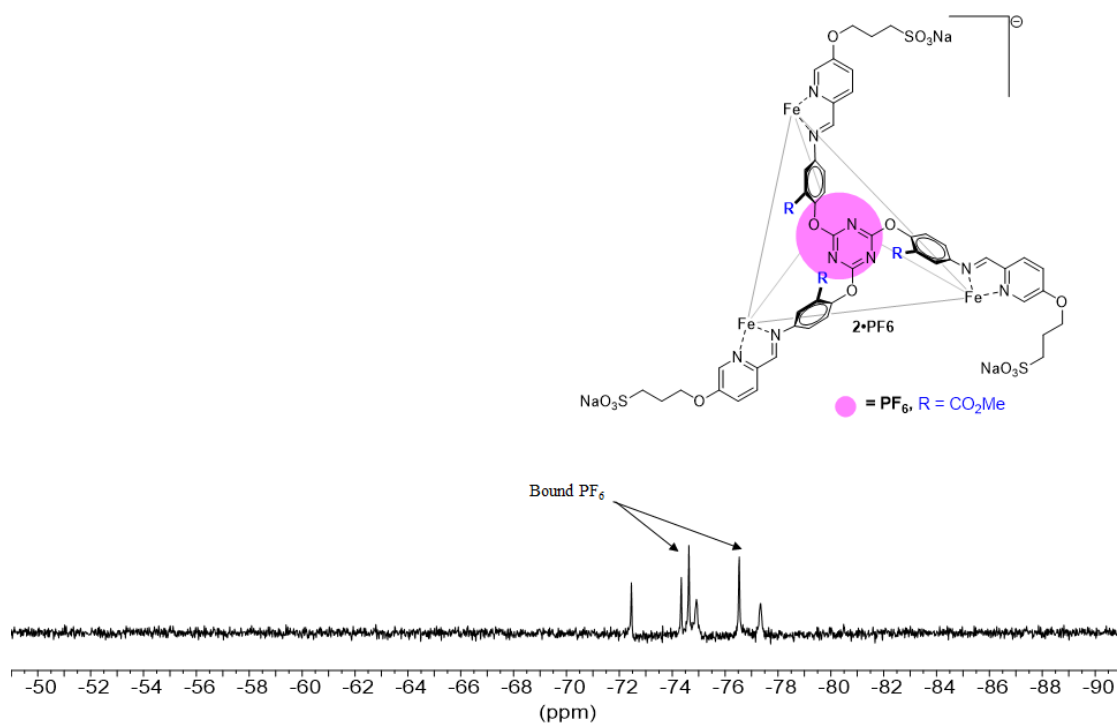 ⊖
O
SO₃Na
N
Fe
N
R
O
N
N
N
O
R
N
Fe
N
O
R
O
Fe
N
N
2•PF6
NaO₃S
O
NaO₃S
= PF₆, R = CO₂Me
Bound PF₆
-50 -52 -54 -56 -58 -60 -62 -64 -66 -68 -70 -72 -74 -76 -78 -80 -82 -84 -86 -88 -90
(ppm)